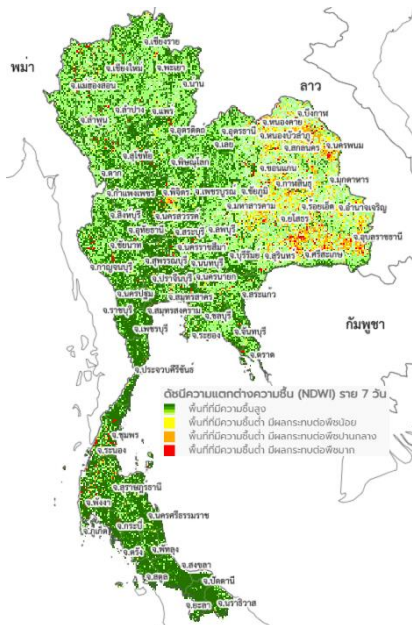 จ.เชียงราย
พม่า
จ.เชียงใหม่
จ.พะเยา
ลาว
จ.แม่ฮ่องสอน
จ.น่าน
จ.บึงกาฬ
จ.ลำปาง
จ.แพร่
จ.หนองคาย
จ.ลำพูน
จ.อุตรดิตถ์
จ.อุดรธานี
จ.หนองบัวลำภู
จ.นครพนม
จ.เลย
จ.สกลนคร
จ.สุโขทัย
จ.พิษณุโลก
จ.ขอนแก่น
จ.ตาก
จ.มุกดาหาร
จ.กาฬสินธุ์
จ.กำแพงเพชร
จ.พิจิตร
จ.เพชรบูรณ์
จ.ชัยภูมิ
จ.มหาสารคาม
จ.ร้อยเอ็ด
จ.อำนาจเจริญ
จ.สิงห์บุรี
จ.นครสวรรค์
จ.ยโสธร
จ.อุทัยธานี
จ.สระบุรี
จ.ลพบุรี
จ.อุบลราชธานี
จ.ชัยนาท
จ.นครราชสีมา
จ.บุรีรัมย์
จ.สุรินทร์
จ.ศรีสะเกษ
จ.กาญจนบุรี
จ.สุพรรณบุรี
จ.นนทบุรี
จ.ปราจีนบุรี
จ.นครนายก
จ.สระแก้ว
จ.นครปฐม
จ.สมุทรสาคร
จ.ราชบุรี
จ.สมุทรสงคราม
จ.ชลบุรี
กัมพูชา
จ.เพชรบุรี
จ.ระยอง
จ.จันทบุรี
จ.ตราด
จ.ประจวบคีรีขันธ์
ดัชนีความแตกต่างความชื้น (NDWI) ราย 7 วัน
พื้นที่ที่มีความชื้นสูง
พื้นที่ที่มีความชื้นต่ำ มีผลกระทบต่อพืชน้อย
พื้นที่ที่มีความชื้นต่ำ มีผลกระทบต่อพืชปานกลาง
พื้นที่ที่มีความชื้นต่ำ มีผลกระทบต่อพืชมาก
จ.ชุมพร
จ.ระนอง
จ.สุราษฎร์ธานี
จ.พังงา
จ.นครศรีธรรมราช
จ.ภูเก็ต
จ.กระบี่
จ.ตรัง
จ.พัทลุง
จ.สงขลา
จ.สตูล
จ.ปัตตานี
จ.ยะลา
จ.นราธิวาส